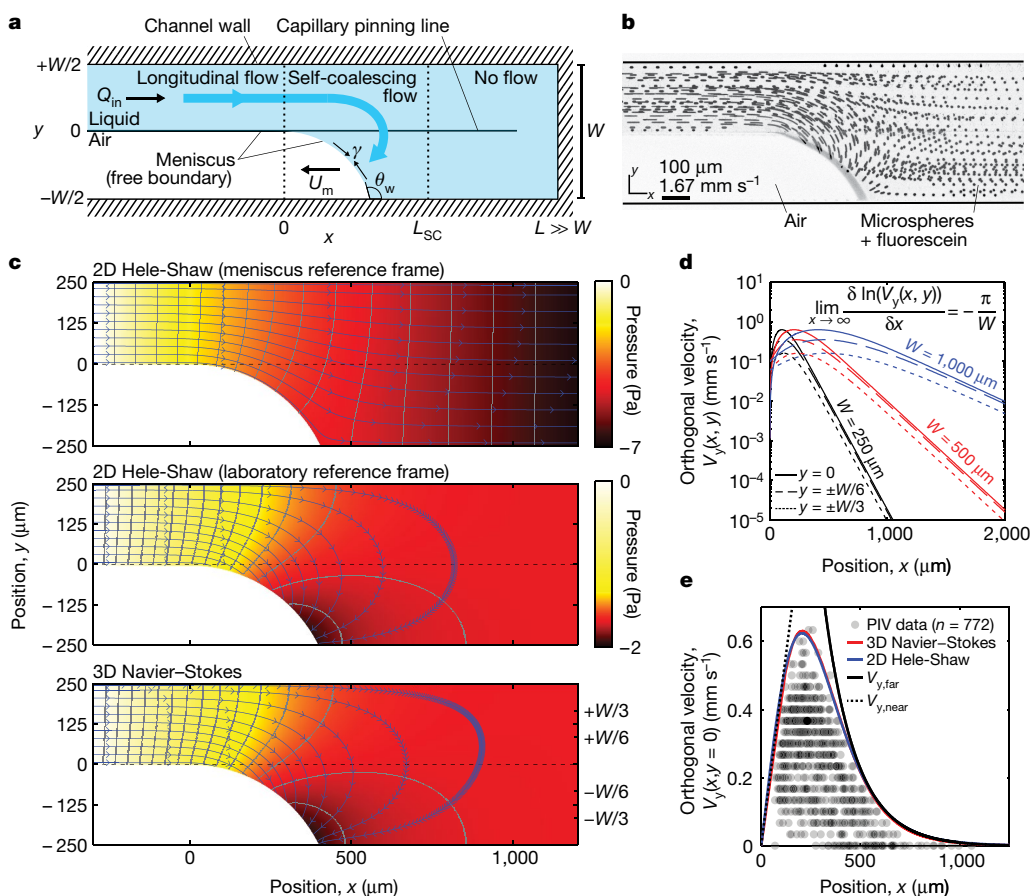 a
Channel wall
Capillary pinning line
+W/2
Longitudinal flow
Self-coalescing
flow
No flow
Q_in
Liquid
y
0
Air
W
Meniscus
(free boundary)
γ
U_m
θ_w
−W/2
0
x
L_SC
L ≫ W
b
y
x
100 μm
1.67 mm s⁻¹
Air
Microspheres
+ fluorescein
c
2D Hele-Shaw (meniscus reference frame)
250
125
0
−125
−250
0
Pressure (Pa)
−7
2D Hele-Shaw (laboratory reference frame)
250
125
0
−125
−250
0
Pressure (Pa)
−2
Position, y (μm)
3D Navier–Stokes
250
125
0
−125
−250
+W/3
+W/6
−W/6
−W/3
0
500
1,000
Position, x (μm)
d
Orthogonal velocity,
V_y(x, y) (mm s⁻¹)
10¹
10⁰
10⁻¹
10⁻²
10⁻³
10⁻⁴
10⁻⁵
lim x → ∞ δ ln(V̇_y(x, y)) / δx = − π / W
W = 1,000 μm
W = 500 μm
W = 250 μm
y = 0
y = ±W/6
y = ±W/3
0
1,000
2,000
Position, x (μm)
e
Orthogonal velocity,
V_y(x,y = 0) (mm s⁻¹)
0.6
0.4
0.2
0
PIV data (n = 772)
3D Navier–Stokes
2D Hele-Shaw
V_y,far
V_y,near
0
500
1,000
Position, x (μm)